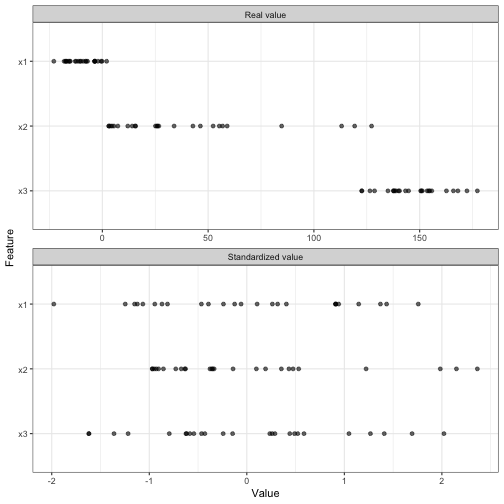 Real value
x1
x2
x3
0
50
100
150
Feature
Standardized value
x1
x2
x3
-2
-1
0
1
2
Value